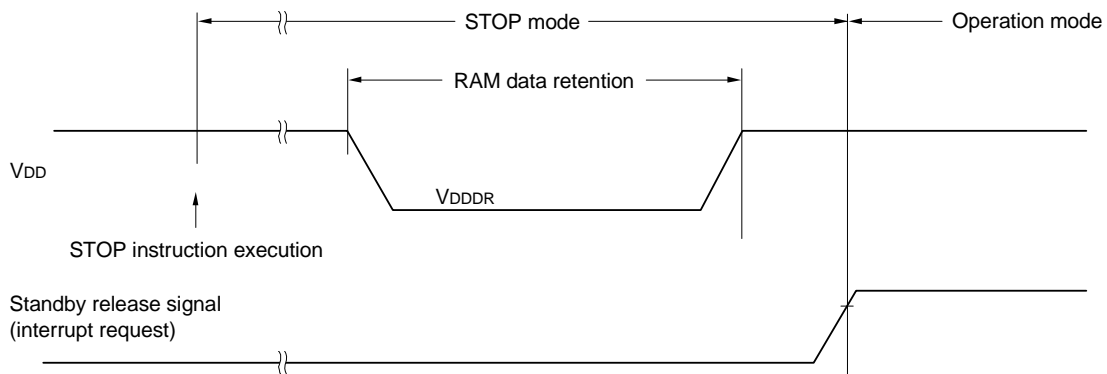 STOP mode
Operation mode
RAM data retention
VDD
VDDDR
STOP instruction execution
Standby release signal
(interrupt request)